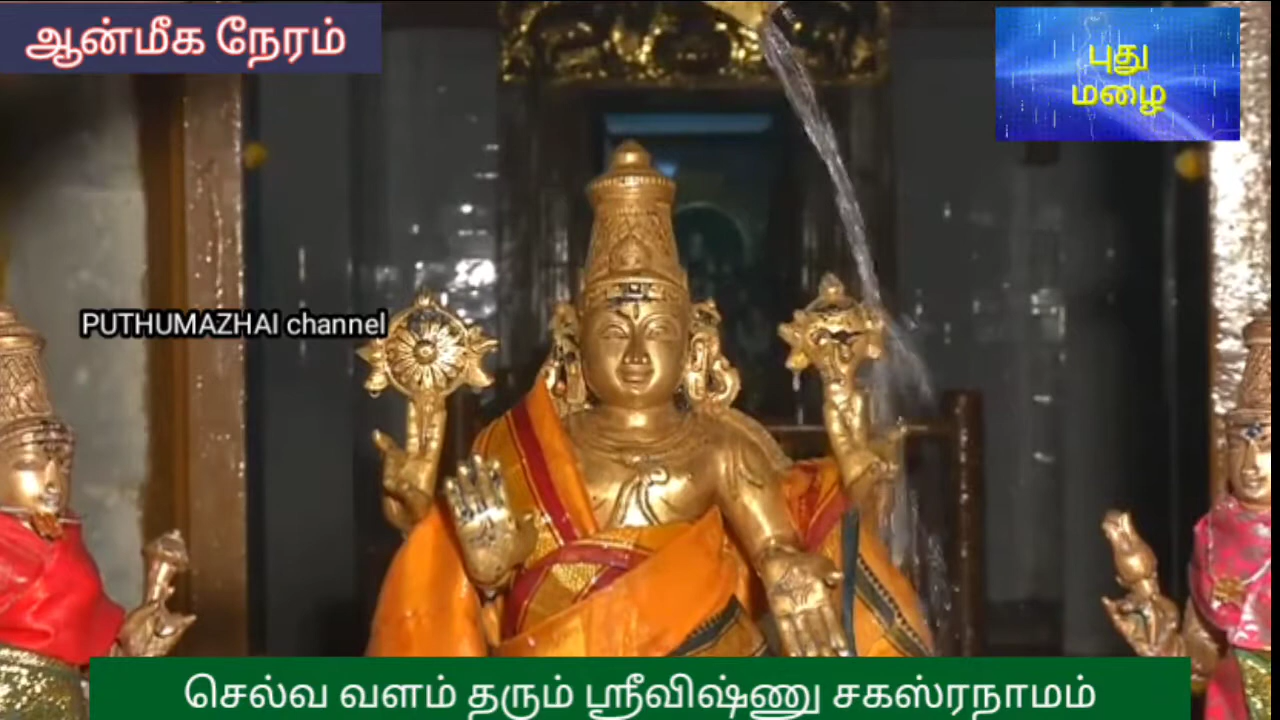 ஆன்மீக நேரம்
புது
மழை
PUTHUMAZHAI channel
செல்வ வளம் தரும் ஸ்ரீவிஷ்ணு சகஸ்ரநாமம்